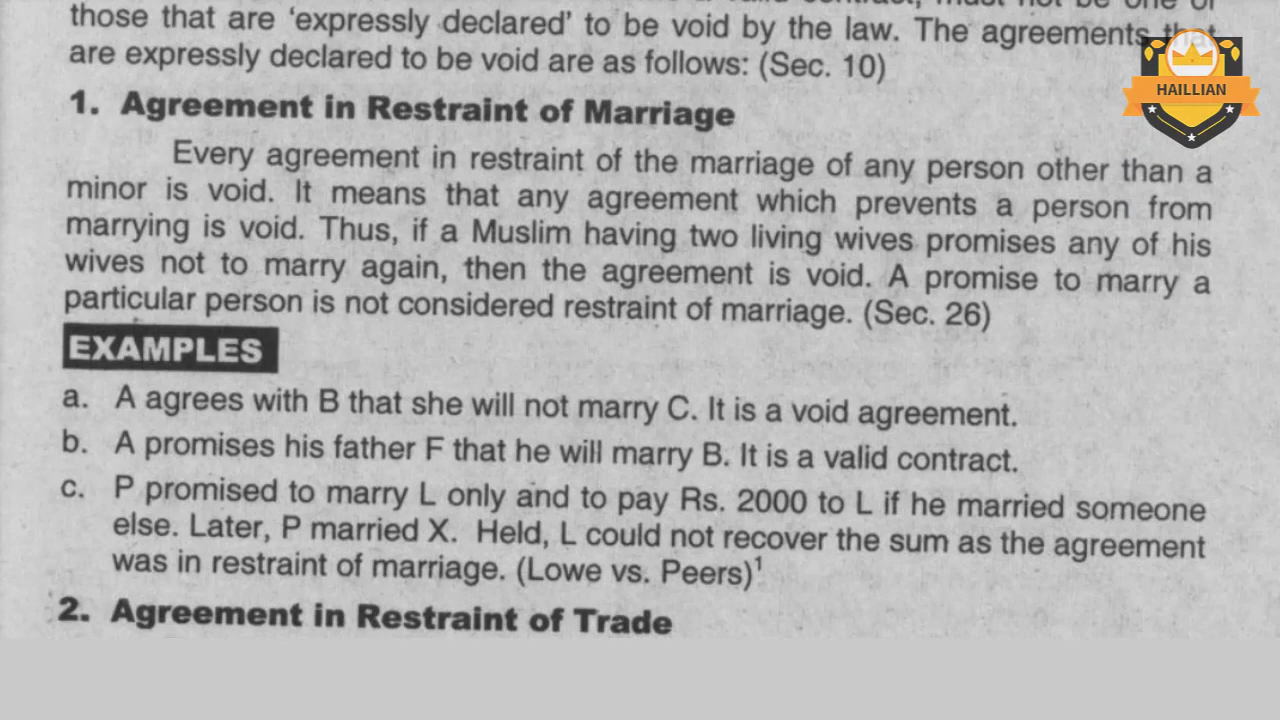 those that are ‘expressly declared’ to be void by the law. The agreements that
are expressly declared to be void are as follows: (Sec. 10)
HAILLIAN
1. Agreement in Restraint of Marriage
Every agreement in restraint of the marriage of any person other than a
minor is void. It means that any agreement which prevents a person from
marrying is void. Thus, if a Muslim having two living wives promises any of his
wives not to marry again, then the agreement is void. A promise to marry a
particular person is not considered restraint of marriage. (Sec. 26)
EXAMPLES
a. A agrees with B that she will not marry C. It is a void agreement.
b. A promises his father F that he will marry B. It is a valid contract.
c. P promised to marry L only and to pay Rs. 2000 to L if he married someone
else. Later, P married X. Held, L could not recover the sum as the agreement
was in restraint of marriage. (Lowe vs. Peers)¹
2. Agreement in Restraint of Trade